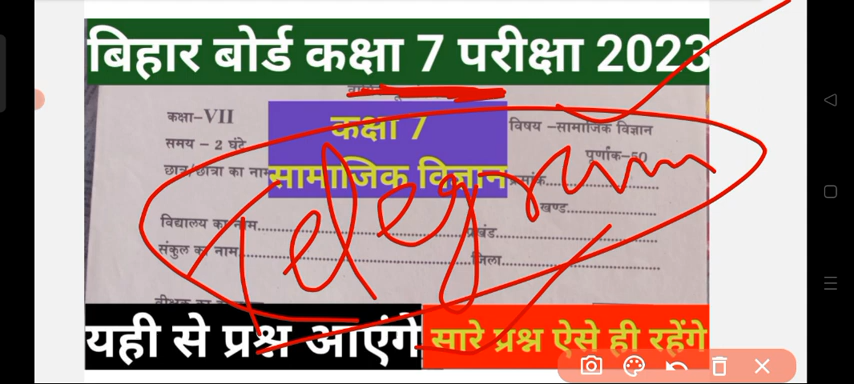 बिहार बोर्ड कक्षा 7 परीक्षा 2023
कक्षा-VII
कक्षा 7
विषय -सामाजिक विज्ञान
समय - 2 घंटे
पूर्णांक-50
छात्र/छात्रा का नाम
सामाजिक विज्ञान
Telegram
खण्ड
विद्यालय का नाम
प्रखंड
संकुल का नाम
जिला
यही से प्रश्न आएंगे
सारे प्रश्न ऐसे ही रहेंगे